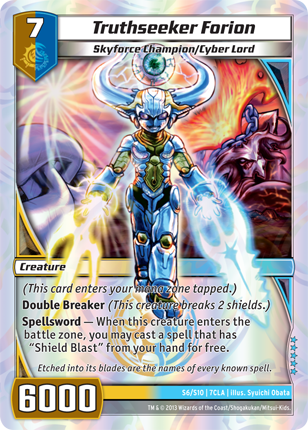 7
Truthseeker Forion
Skyforce Champion/Cyber Lord
Creature
(This card enters your mana zone tapped.)
Double Breaker (This creature breaks 2 shields.)
Spellsword — When this creature enters the
battle zone, you may cast a spell that has
"Shield Blast" from your hand for free.
Etched into its blades are the names of every known spell.
6000
S6/S10 | 7CLA | illus. Syuichi Obata
TM & © 2013 Wizards of the Coast/Shogakukan/Mitsui-Kids.